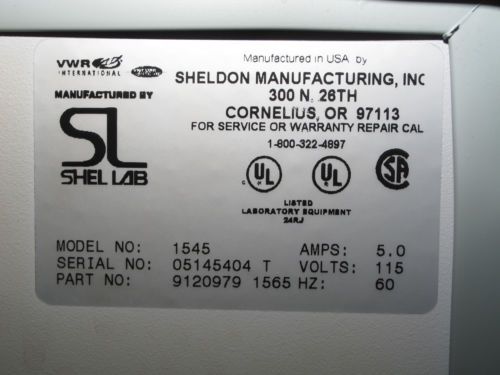 VWR
INTERNATIONAL
MANUFACTURED BY
SL
SHEL LAB
Manufactured in USA by
SHELDON MANUFACTURING, INC
300 N. 26TH
CORNELIUS, OR 97113
FOR SERVICE OR WARRANTY REPAIR CAL
1-800-322-4897
UL UL SA
LISTED
LABORATORY EQUIPMENT
24RJ
MODEL NO: 1545 AMPS: 5.0
SERIAL NO: 05145404 T VOLTS: 115
PART NO: 9120979 1565 HZ: 60